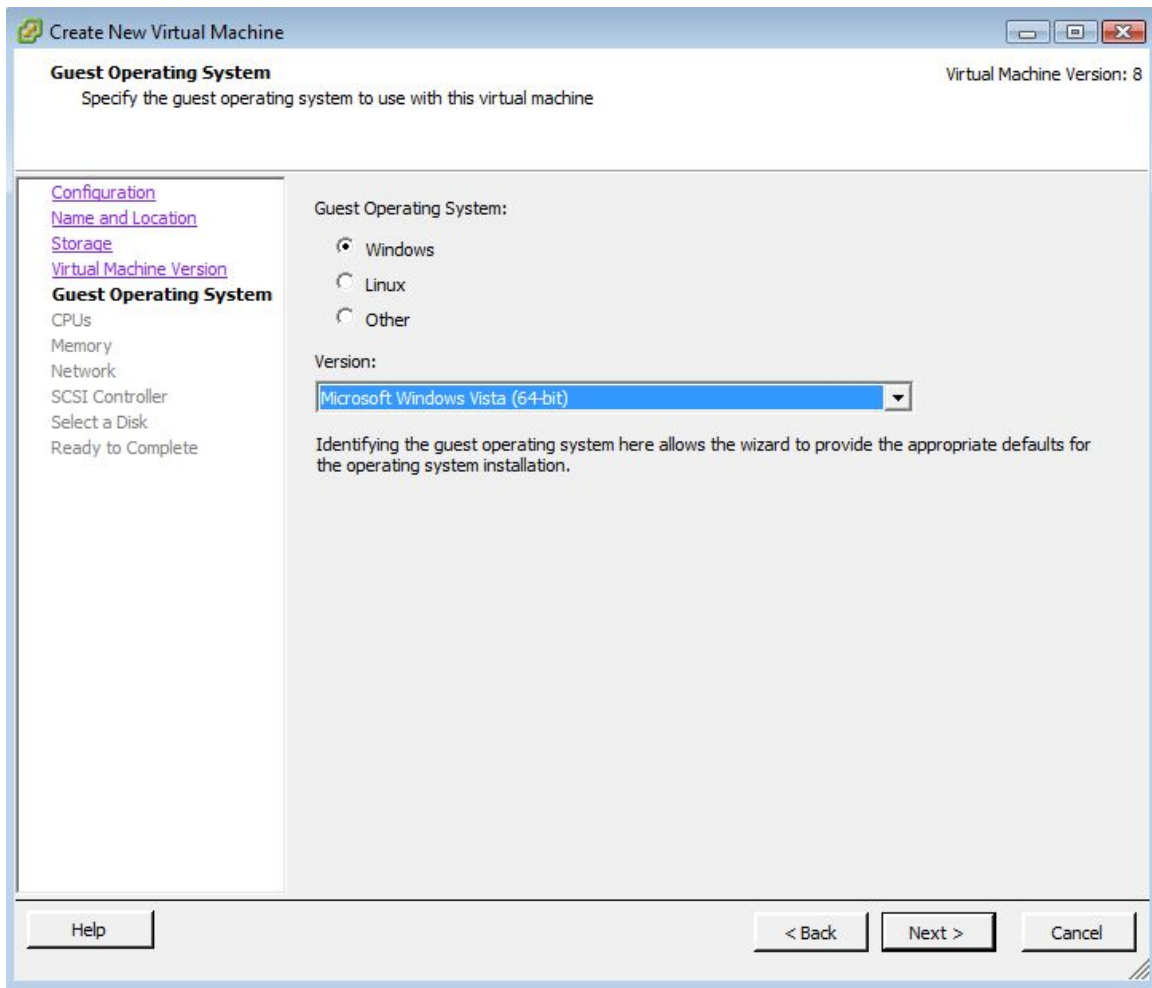 Create New Virtual Machine
Guest Operating System
Virtual Machine Version: 8
Specify the guest operating system to use with this virtual machine
Configuration
Name and Location
Storage
Virtual Machine Version
Guest Operating System
CPUs
Memory
Network
SCSI Controller
Select a Disk
Ready to Complete
Guest Operating System:
Windows
Linux
Other
Version:
Microsoft Windows Vista (64-bit)
Identifying the guest operating system here allows the wizard to provide the appropriate defaults for
the operating system installation.
Help
< Back
Next >
Cancel